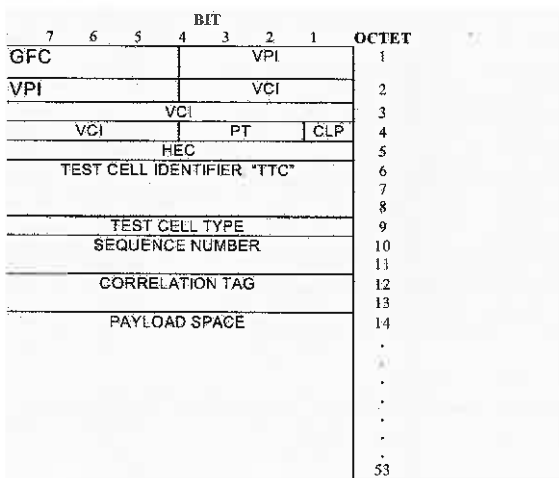 BIT
7 6 5 4 3 2 1 OCTET
GFC VPI 1
VPI VCI 2
VCI 3
VCI PT CLP 4
HEC 5
TEST CELL IDENTIFIER "TTC" 6
7
8
TEST CELL TYPE 9
SEQUENCE NUMBER 10
11
CORRELATION TAG 12
13
PAYLOAD SPACE 14
53